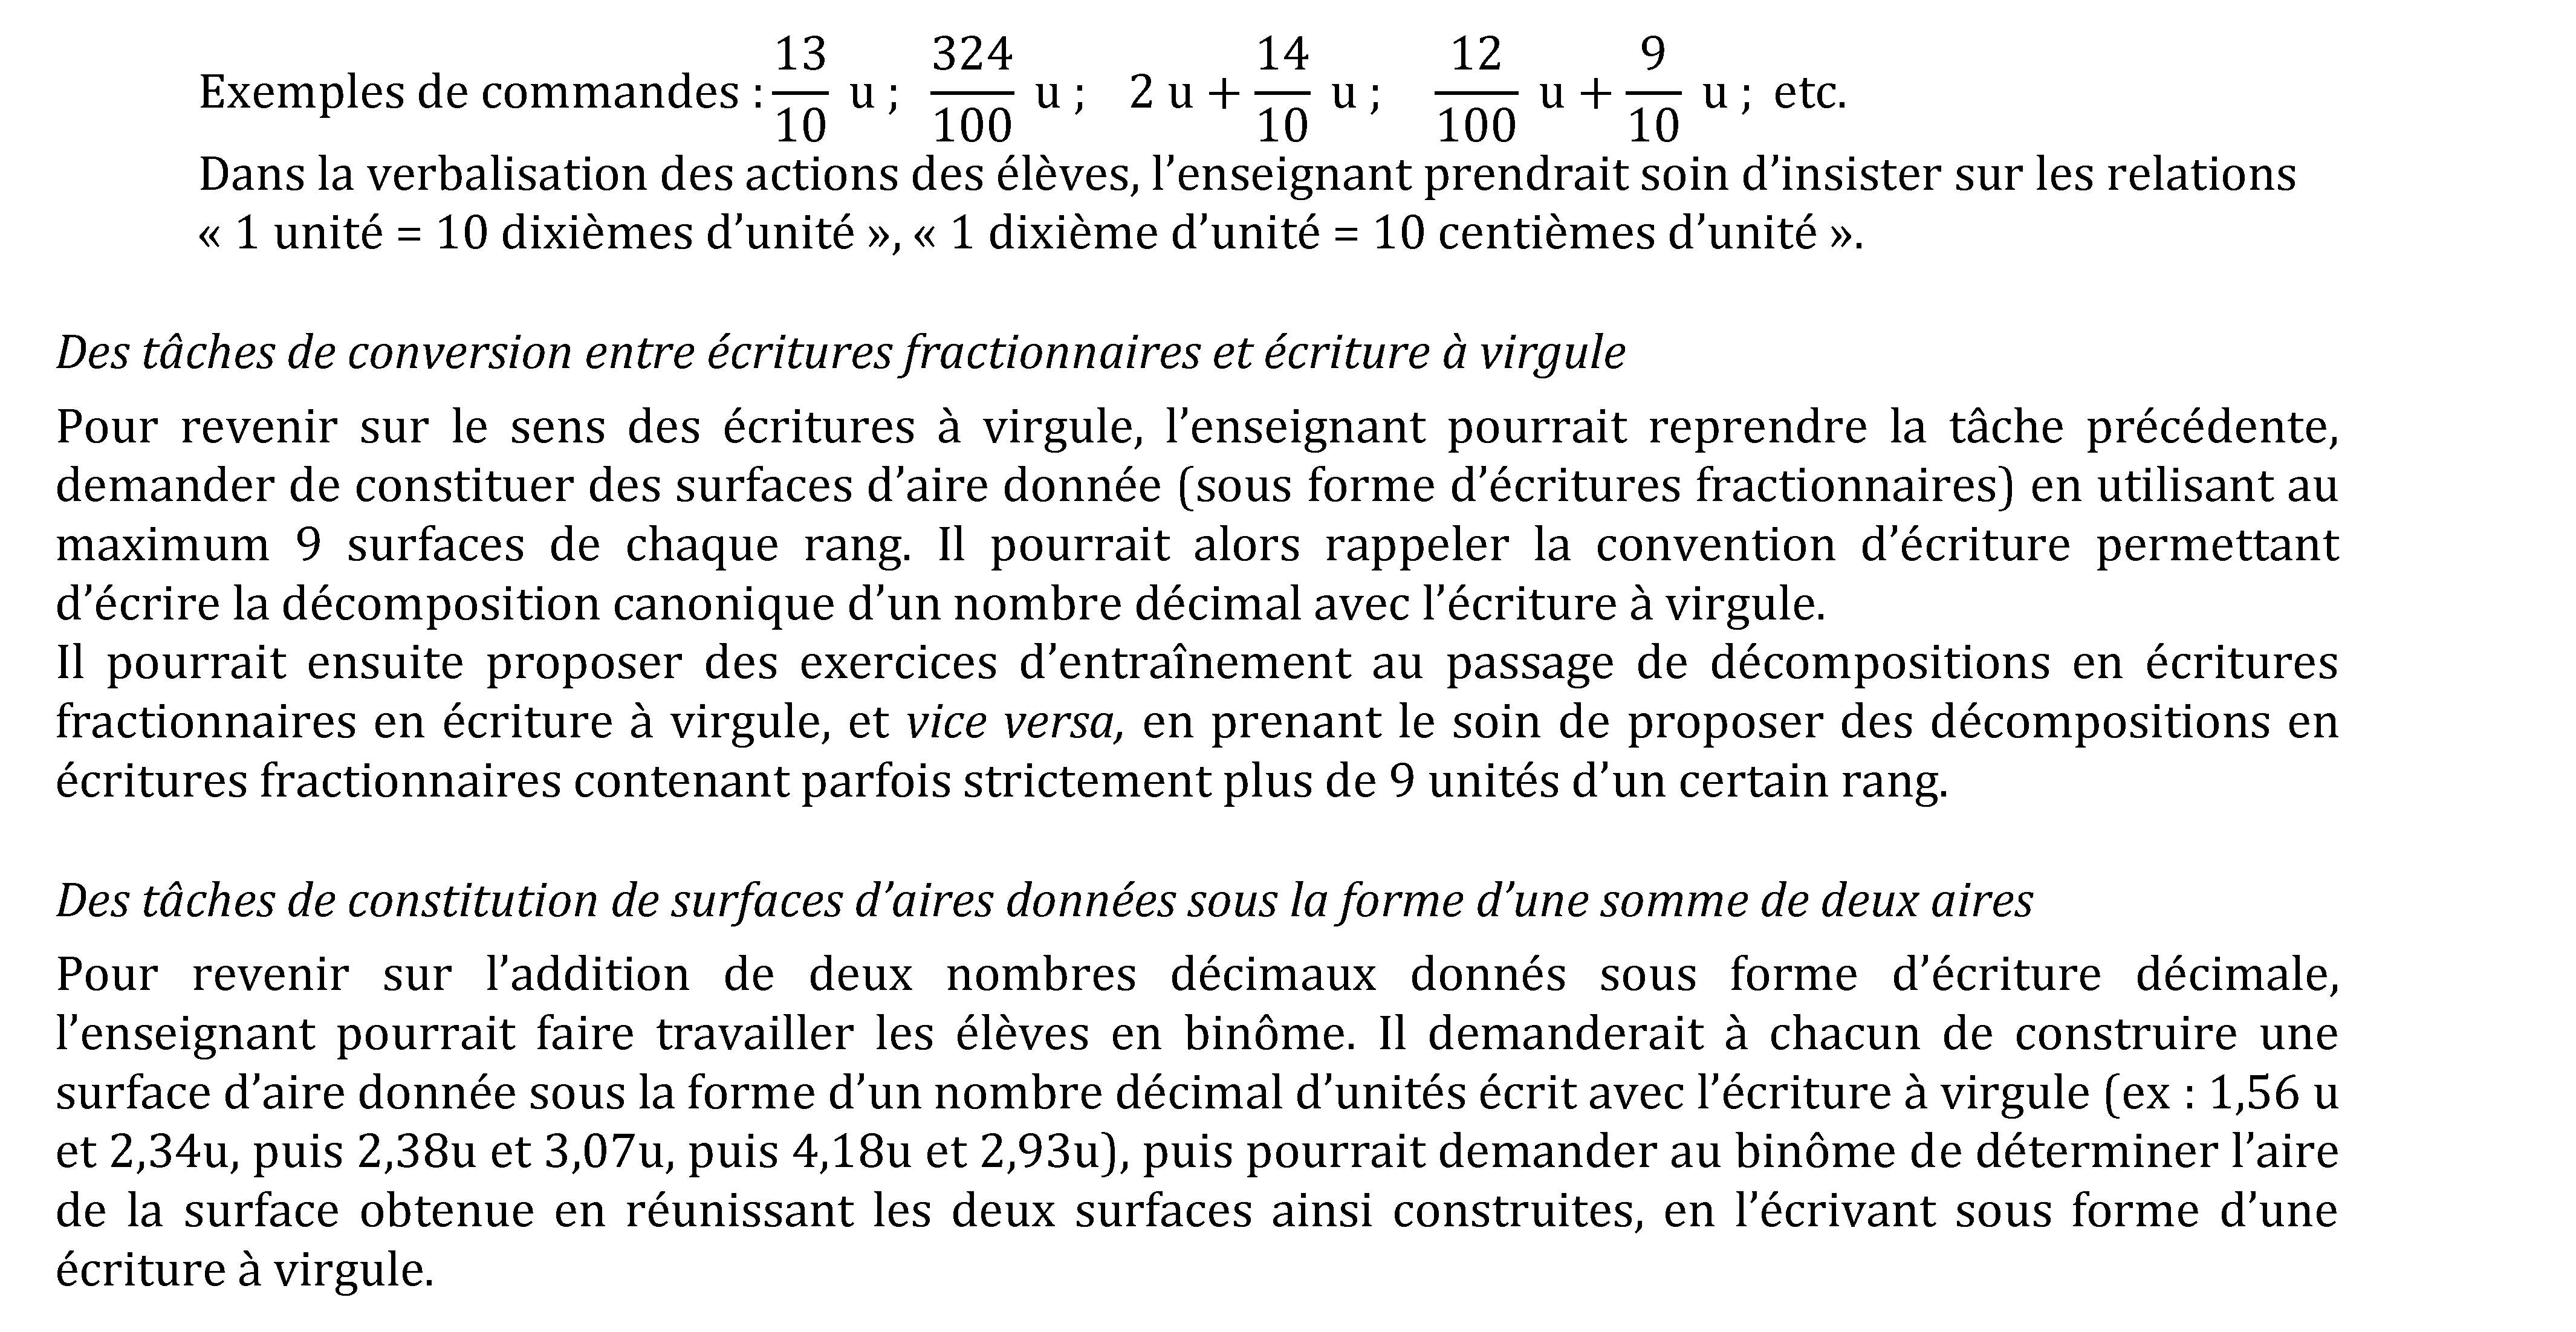 Exemples de commandes : 13/10 u ; 324/100 u ; 2 u + 14/10 u ; 12/100 u + 9/10 u ; etc.
Dans la verbalisation des actions des élèves, l’enseignant prendrait soin d’insister sur les relations
« 1 unité = 10 dixièmes d’unité », « 1 dixième d’unité = 10 centièmes d’unité ».
Des tâches de conversion entre écritures fractionnaires et écriture à virgule
Pour revenir sur le sens des écritures à virgule, l’enseignant pourrait reprendre la tâche précédente,
demander de constituer des surfaces d’aire donnée (sous forme d’écritures fractionnaires) en utilisant au
maximum 9 surfaces de chaque rang. Il pourrait alors rappeler la convention d’écriture permettant
d’écrire la décomposition canonique d’un nombre décimal avec l’écriture à virgule.
Il pourrait ensuite proposer des exercices d’entraînement au passage de décompositions en écritures
fractionnaires en écriture à virgule, et vice versa, en prenant le soin de proposer des décompositions en
écritures fractionnaires contenant parfois strictement plus de 9 unités d’un certain rang.
Des tâches de constitution de surfaces d’aires données sous la forme d’une somme de deux aires
Pour revenir sur l’addition de deux nombres décimaux donnés sous forme d’écriture décimale,
l’enseignant pourrait faire travailler les élèves en binôme. Il demanderait à chacun de construire une
surface d’aire donnée sous la forme d’un nombre décimal d’unités écrit avec l’écriture à virgule (ex : 1,56 u
et 2,34u, puis 2,38u et 3,07u, puis 4,18u et 2,93u), puis pourrait demander au binôme de déterminer l’aire
de la surface obtenue en réunissant les deux surfaces ainsi construites, en l’écrivant sous forme d’une
écriture à virgule.